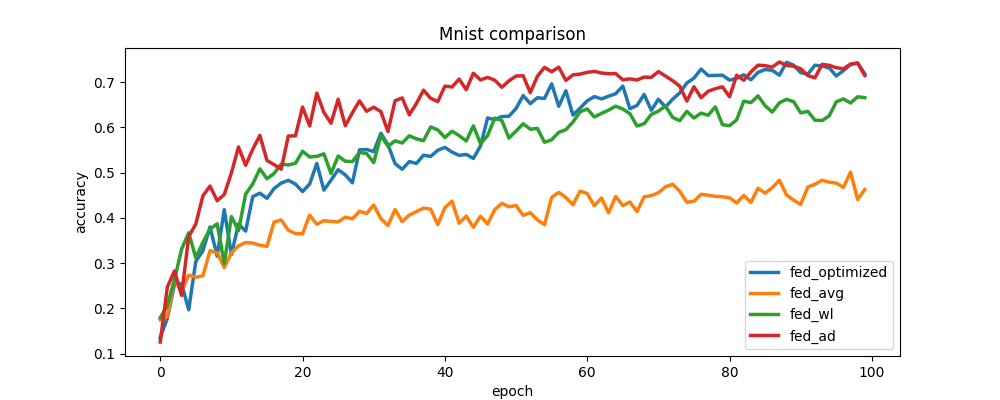 Mnist comparison
accuracy
0.7
0.6
0.5
0.4
0.3
0.2
0.1
0 20 40 60 80 100
epoch
fed_optimized
fed_avg
fed_wl
fed_ad